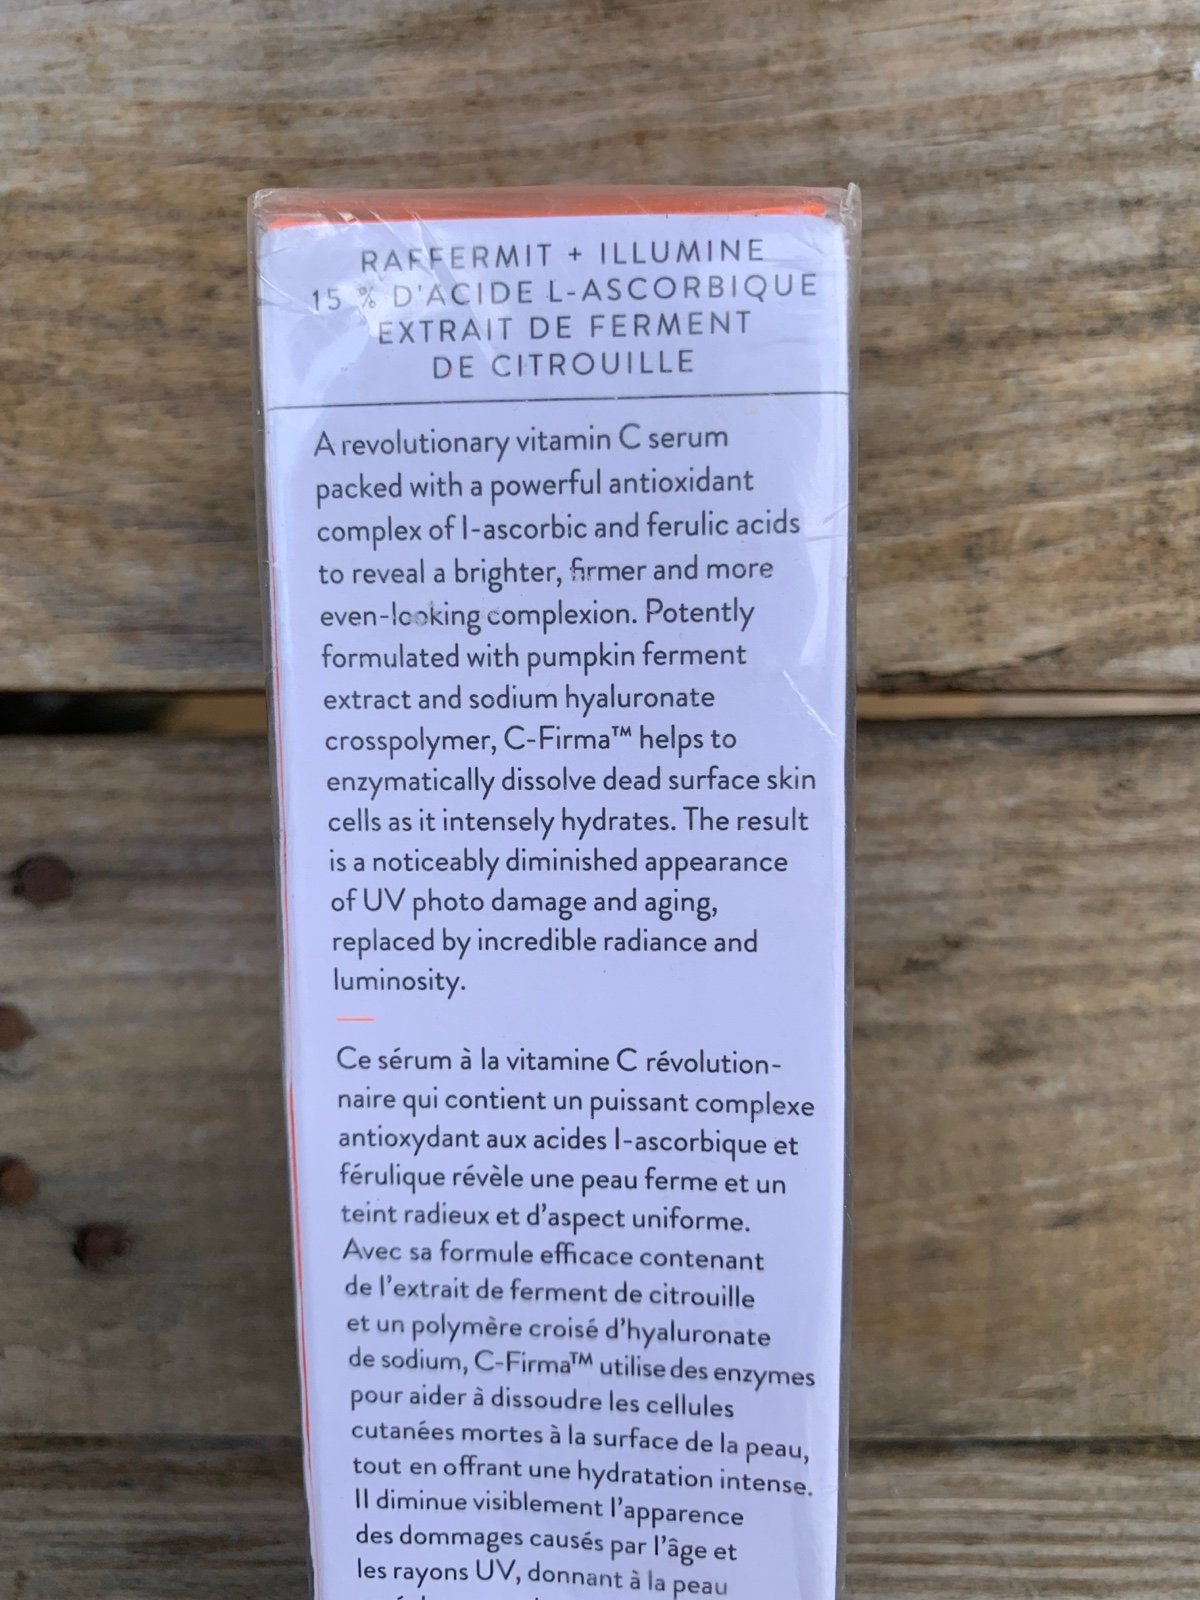 RAFFERMIT + ILLUMINE
15 % D'ACIDE L-ASCORBIQUE
EXTRAIT DE FERMENT
DE CITROUILLE
A revolutionary vitamin C serum
packed with a powerful antioxidant
complex of l-ascorbic and ferulic acids
to reveal a brighter, firmer and more
even-looking complexion. Potently
formulated with pumpkin ferment
extract and sodium hyaluronate
crosspolymer, C-Firma™ helps to
enzymatically dissolve dead surface skin
cells as it intensely hydrates. The result
is a noticeably diminished appearance
of UV photo damage and aging,
replaced by incredible radiance and
luminosity.
Ce sérum à la vitamine C révolution-
naire qui contient un puissant complexe
antioxydant aux acides l-ascorbique et
férulique révèle une peau ferme et un
teint radieux et d'aspect uniforme.
Avec sa formule efficace contenant
de l'extrait de ferment de citrouille
et un polymère croisé d'hyaluronate
de sodium, C-Firma™ utilise des enzymes
pour aider à dissoudre les cellules
cutanées mortes à la surface de la peau,
tout en offrant une hydratation intense.
Il diminue visiblement l'apparence
des dommages causés par l'âge et
les rayons UV, donnant à la peau